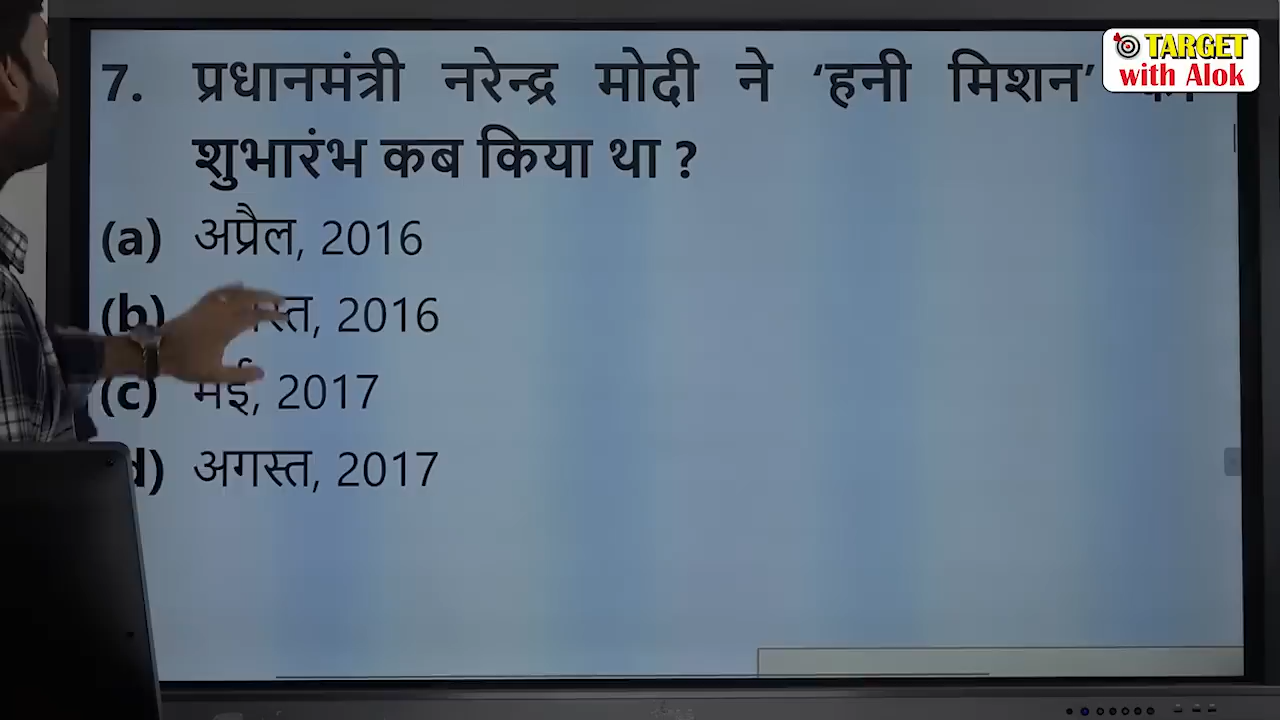 TARGET
with Alok
7. प्रधानमंत्री नरेन्द्र मोदी ने ‘हनी मिशन’
शुभारंभ कब किया था ?
(a) अप्रैल, 2016
(b) 2016
(c) मई, 2017
(d) अगस्त, 2017